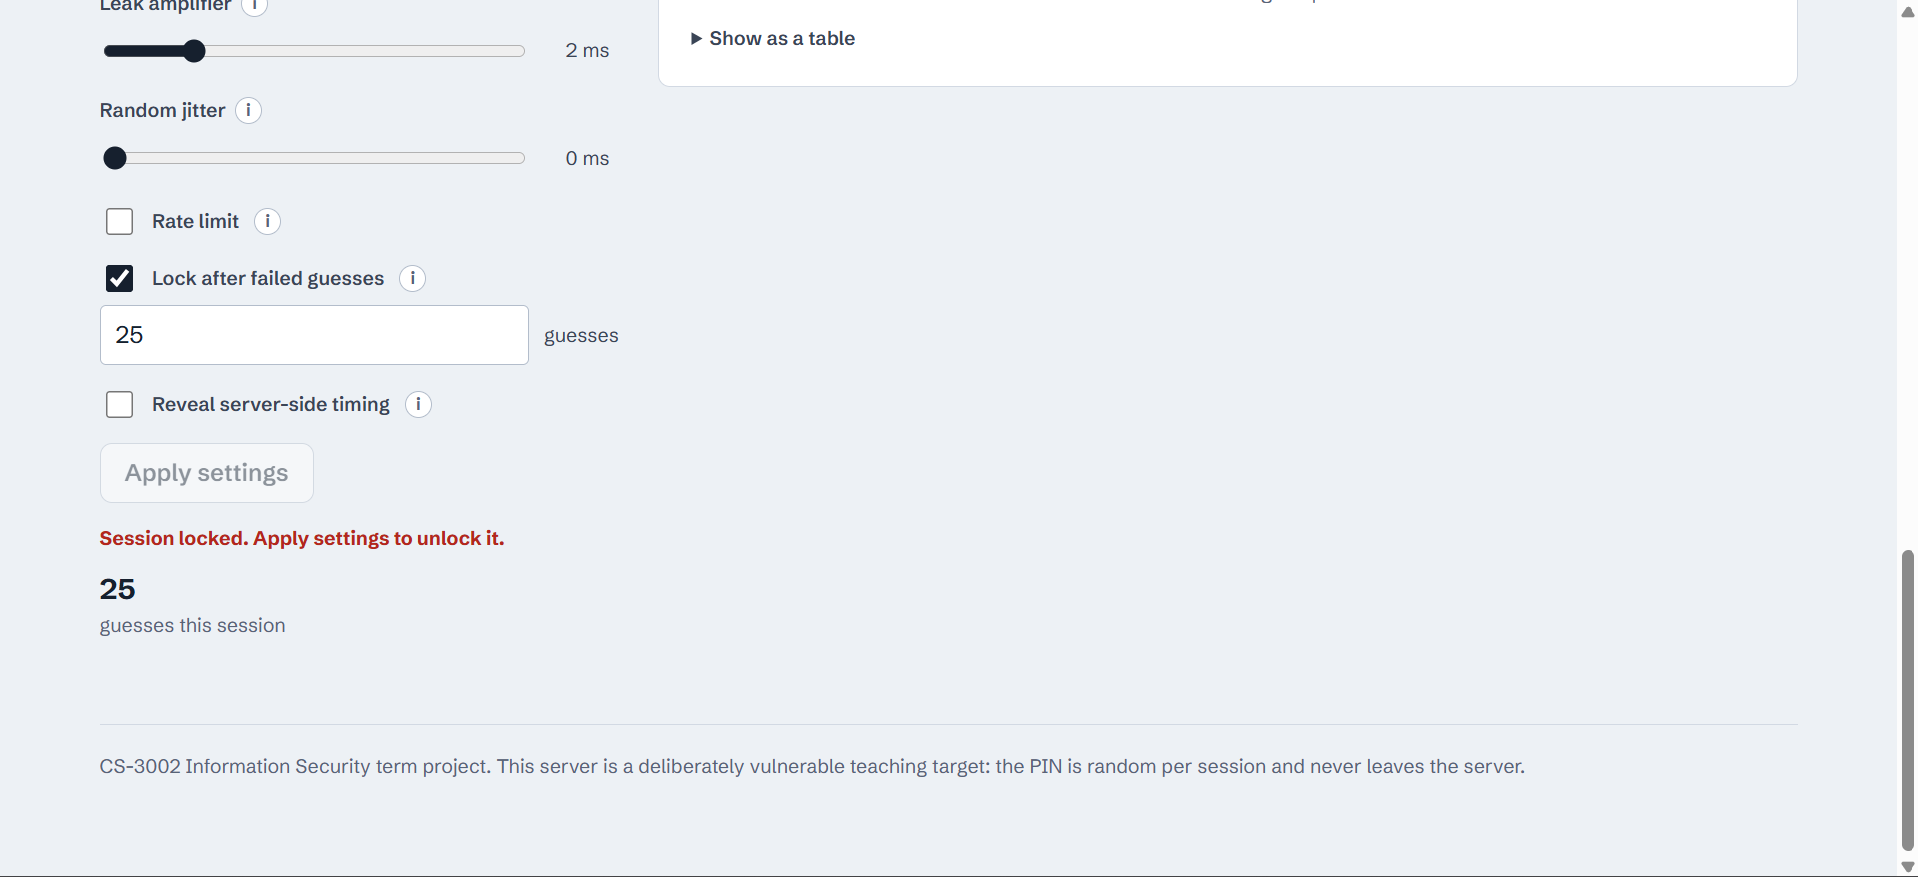 Leak amplifier i
2 ms
Random jitter i
0 ms
Rate limit i
Lock after failed guesses i
25 guesses
Reveal server-side timing i
Apply settings
Session locked. Apply settings to unlock it.
25
guesses this session
Show as a table
CS-3002 Information Security term project. This server is a deliberately vulnerable teaching target: the PIN is random per session and never leaves the server.